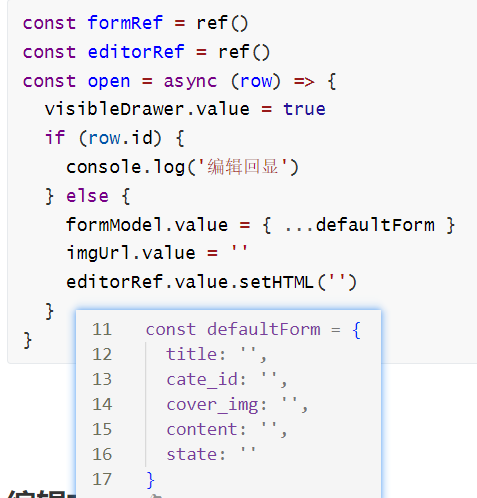 const formRef = ref()
const editorRef = ref()
const open = async (row) => {
  visibleDrawer.value = true
  if (row.id) {
    console.log('编辑回显')
  } else {
    formModel.value = { ...defaultForm }
    imgUrl.value = ''
    editorRef.value.setHTML('')
  }
}
11 const defaultForm = {
12   title: '',
13   cate_id: '',
14   cover_img: '',
15   content: '',
16   state: ''
17 }